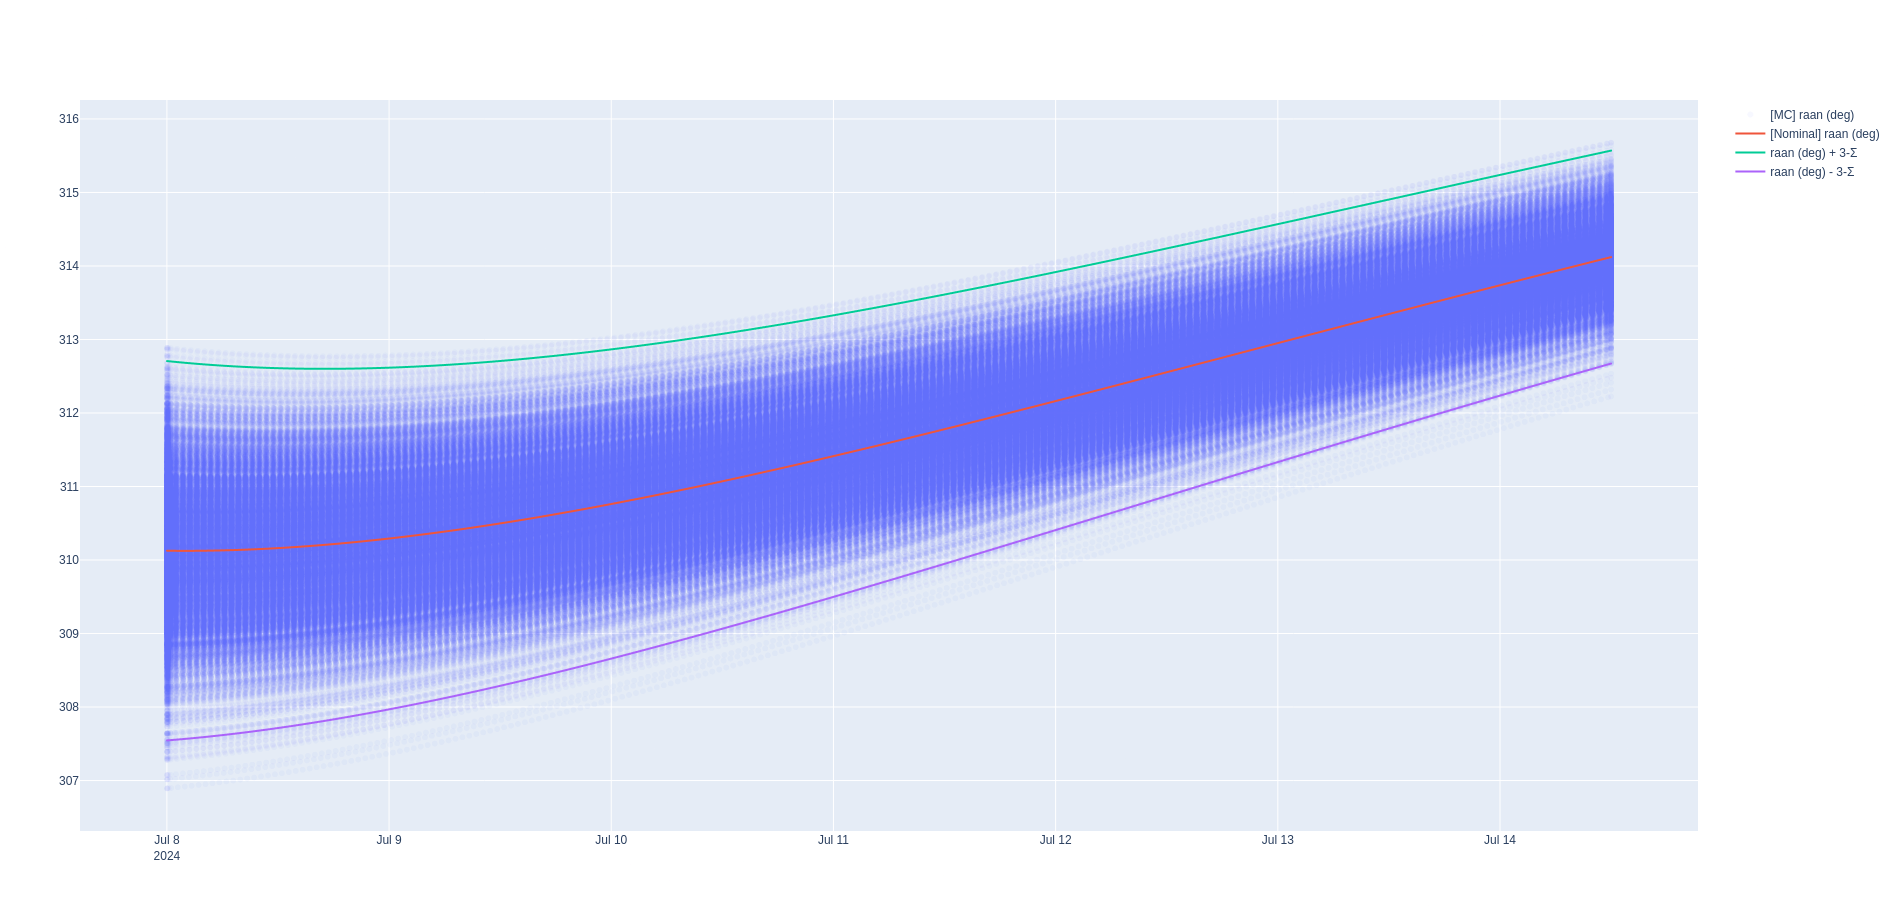 316
315
314
313
312
311
310
309
308
307
Jul 8
2024
Jul 9
Jul 10
Jul 11
Jul 12
Jul 13
Jul 14
[MC] raan (deg)
[Nominal] raan (deg)
raan (deg) + 3-Σ
raan (deg) - 3-Σ